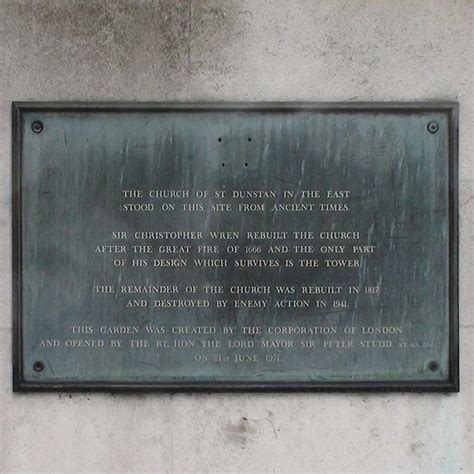 THE CHURCH OF ST DUNSTAN IN THE EAST
STOOD ON THIS SITE FROM ANCIENT TIMES.
SIR CHRISTOPHER WREN REBUILT THE CHURCH
AFTER THE GREAT FIRE OF 1666 AND THE ONLY PART
OF HIS DESIGN WHICH SURVIVES IS THE TOWER
THE REMAINDER OF THE CHURCH WAS REBUILT IN 1817
AND DESTROYED BY ENEMY ACTION IN 1941.
THIS GARDEN WAS CREATED BY THE CORPORATION OF LONDON
AND OPENED BY THE RT. HON THE LORD MAYOR SIR PETER STUDD
ON 21ST JUNE 1971.